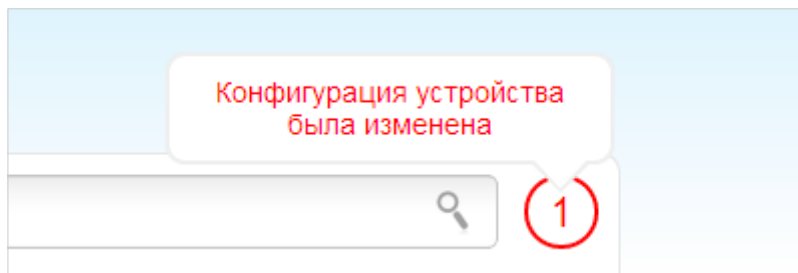 Конфигурация устройства
была изменена
1